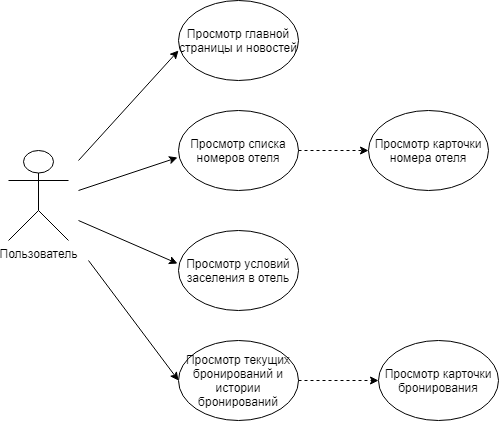 Просмотр главной
страницы и новостей
Просмотр списка
номеров отеля
Просмотр карточки
номера отеля
Пользователь
Просмотр условий
заселения в отель
Просмотр текущих
бронирований и
истории
бронирований
Просмотр карточки
бронирования